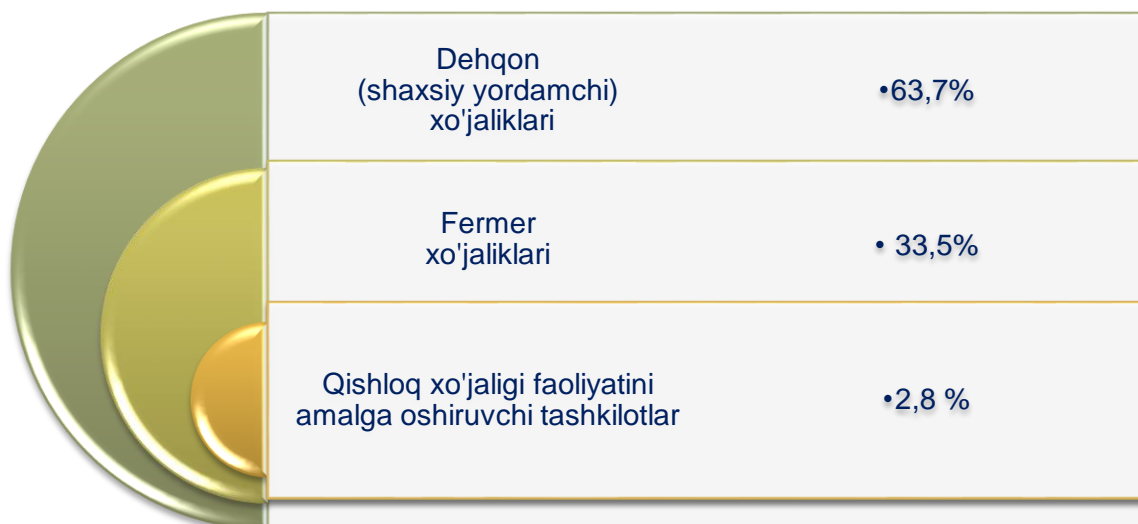 Dehqon
(shaxsiy yordamchi)
xo'jaliklari
•63,7%
Fermer
xo'jaliklari
• 33,5%
Qishloq xo'jaligi faoliyatini
amalga oshiruvchi tashkilotlar
•2,8 %